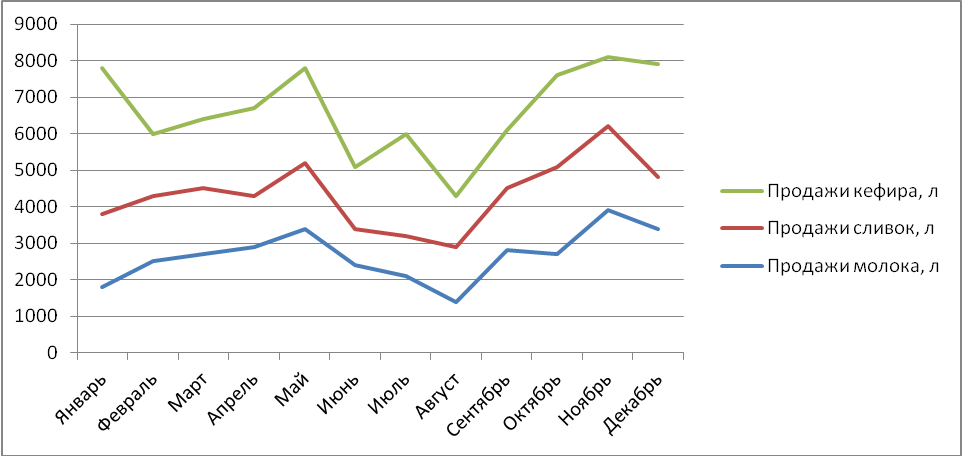 9000
8000
7000
6000
5000
4000
3000
2000
1000
0
Январь
Февраль
Март
Апрель
Май
Июнь
Июль
Август
Сентябрь
Октябрь
Ноябрь
Декабрь
Продажи кефира, л
Продажи сливок, л
Продажи молока, л